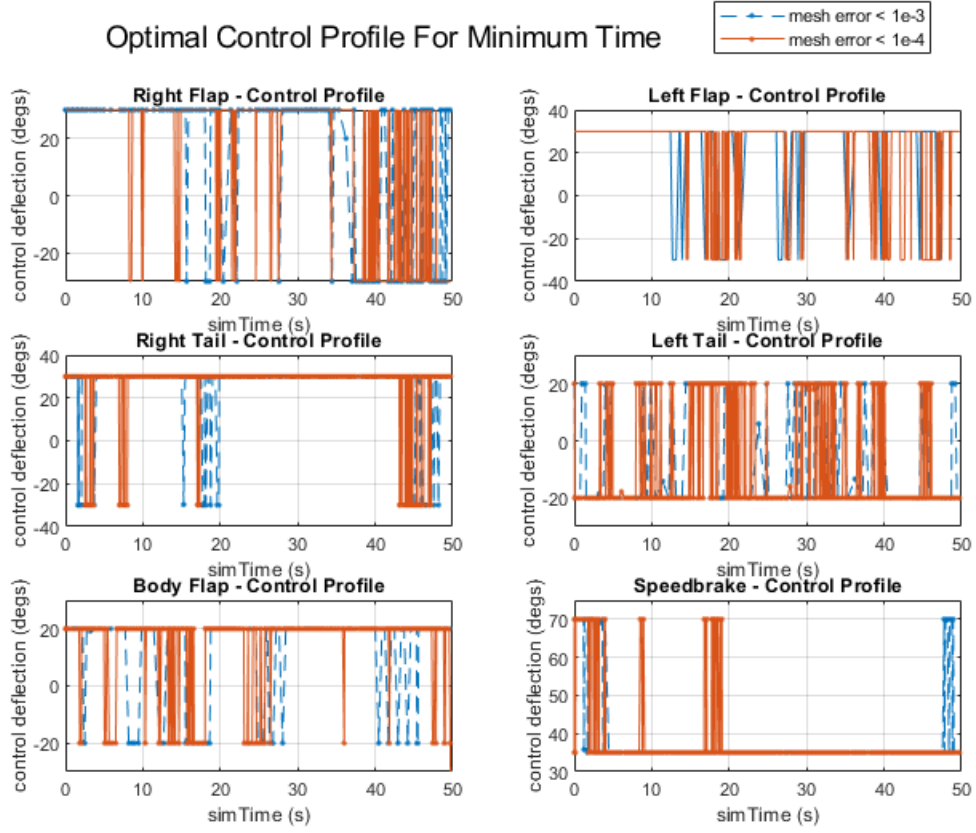 Optimal Control Profile For Minimum Time
mesh error < 1e-3
mesh error < 1e-4
Right Flap - Control Profile
control deflection (degs)
20
0
-20
0 10 20 30 40 50
simTime (s)
Left Flap - Control Profile
control deflection (degs)
40
20
0
-20
-40
0 10 20 30 40 50
simTime (s)
Right Tail - Control Profile
control deflection (degs)
40
20
0
-20
-40
0 10 20 30 40 50
simTime (s)
Left Tail - Control Profile
control deflection (degs)
20
0
-20
0 10 20 30 40 50
simTime (s)
Body Flap - Control Profile
control deflection (degs)
20
0
-20
0 10 20 30 40 50
simTime (s)
Speedbrake - Control Profile
control deflection (degs)
70
60
50
40
30
0 10 20 30 40 50
simTime (s)